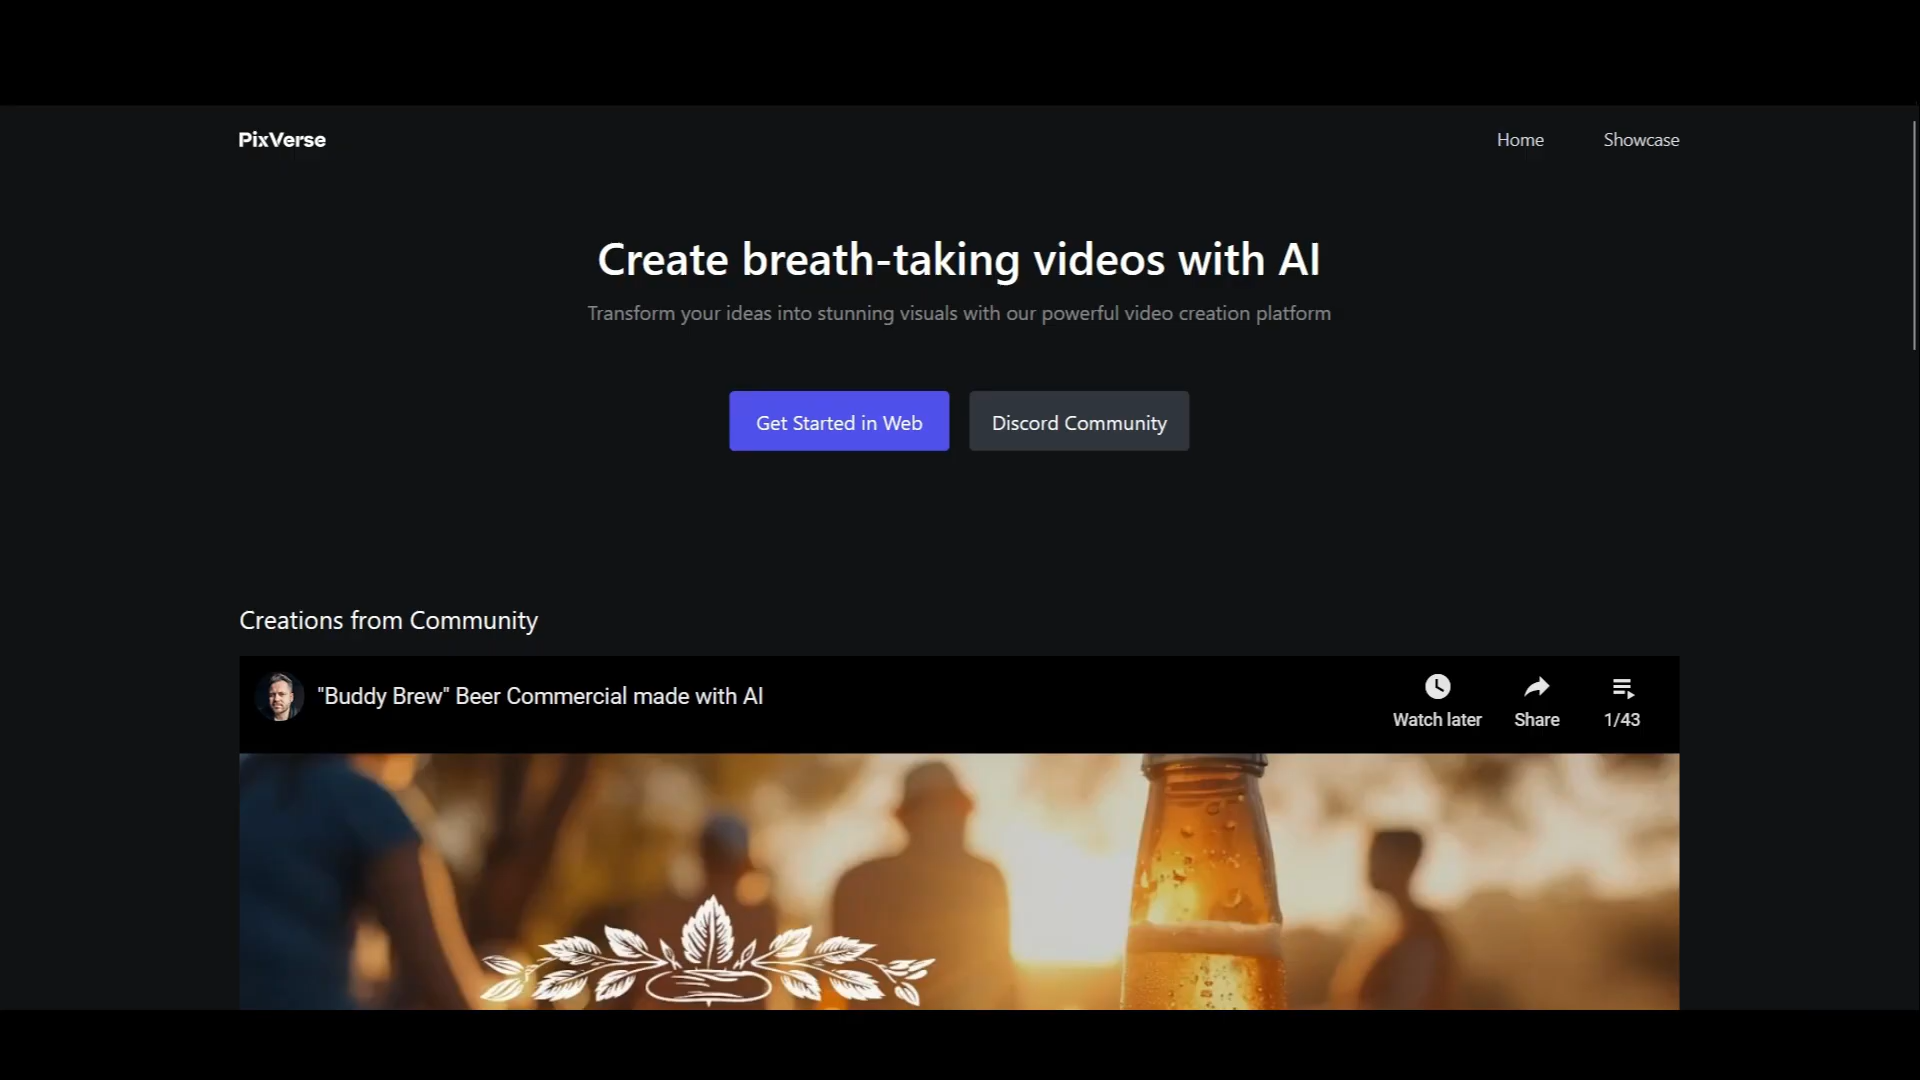 PixVerse
Home
Showcase
Create breath-taking videos with AI
Transform your ideas into stunning visuals with our powerful video creation platform
Get Started in Web
Discord Community
Creations from Community
"Buddy Brew" Beer Commercial made with AI
Watch later
Share
1/43